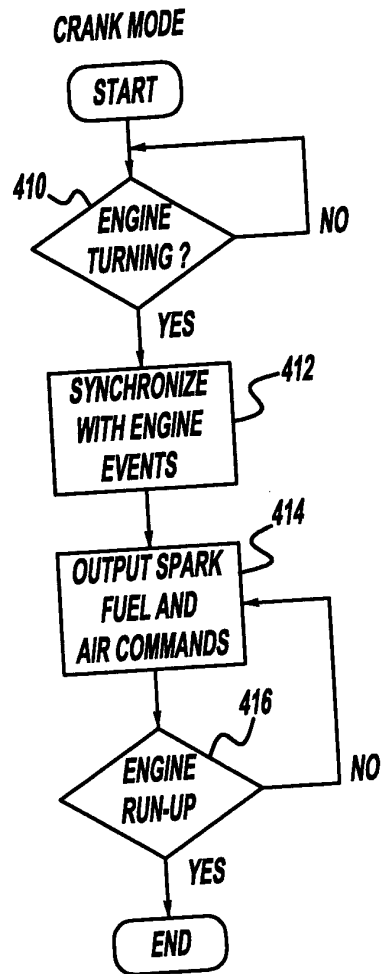 CRANK MODE
START
410
ENGINE
TURNING ?
NO
YES
SYNCHRONIZE
WITH ENGINE
EVENTS
412
OUTPUT SPARK
FUEL AND
AIR COMMANDS
414
ENGINE
RUN-UP
416
NO
YES
END